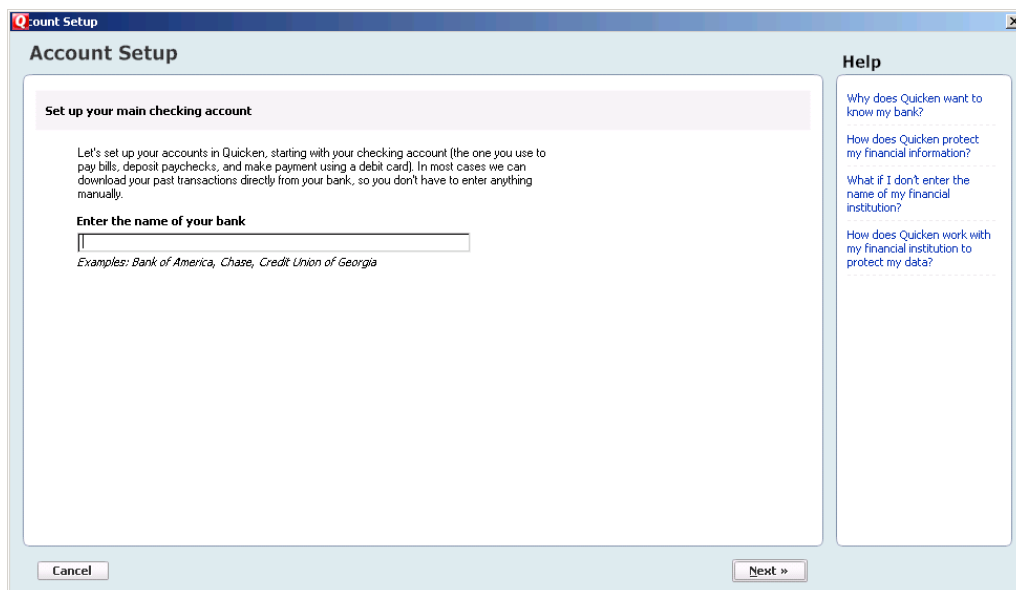 Q count Setup
Account Setup
Set up your main checking account
Let's set up your accounts in Quicken, starting with your checking account (the one you use to
pay bills, deposit paychecks, and make payment using a debit card). In most cases we can
download your past transactions directly from your bank, so you don't have to enter anything
manually.
Enter the name of your bank
Examples: Bank of America, Chase, Credit Union of Georgia
Help
Why does Quicken want to
know my bank?
How does Quicken protect
my financial information?
What if I don't enter the
name of my financial
institution?
How does Quicken work with
my financial institution to
protect my data?
Cancel
Next »